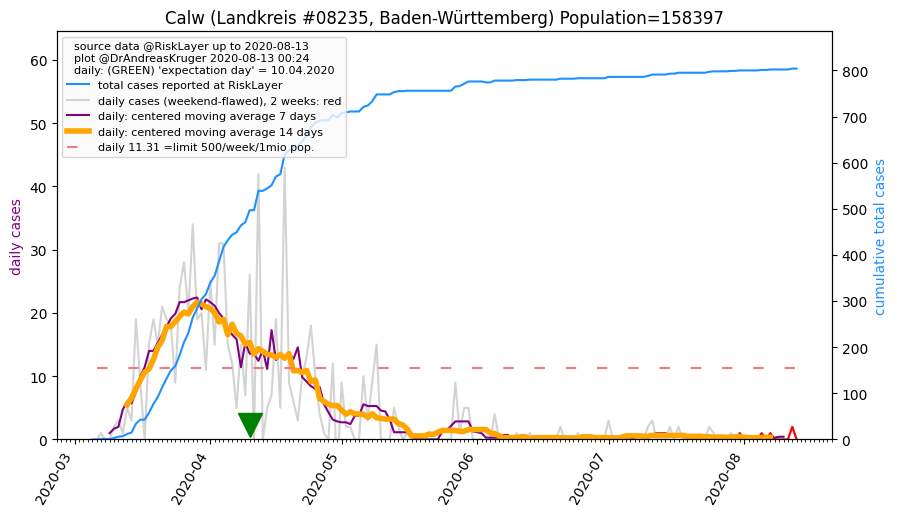 Calw (Landkreis #08235, Baden-Württemberg) Population=158397
source data @RiskLayer up to 2020-08-13
plot @DrAndreasKruger 2020-08-13 00:24
daily: (GREEN) 'expectation day' = 10.04.2020
total cases reported at RiskLayer
daily cases (weekend-flawed), 2 weeks: red
daily: centered moving average 7 days
daily: centered moving average 14 days
daily 11.31 =limit 500/week/1mio pop.
daily cases
60
50
40
30
20
10
0
cumulative total cases
800
700
600
500
400
300
200
100
0
2020-03
2020-04
2020-05
2020-06
2020-07
2020-08